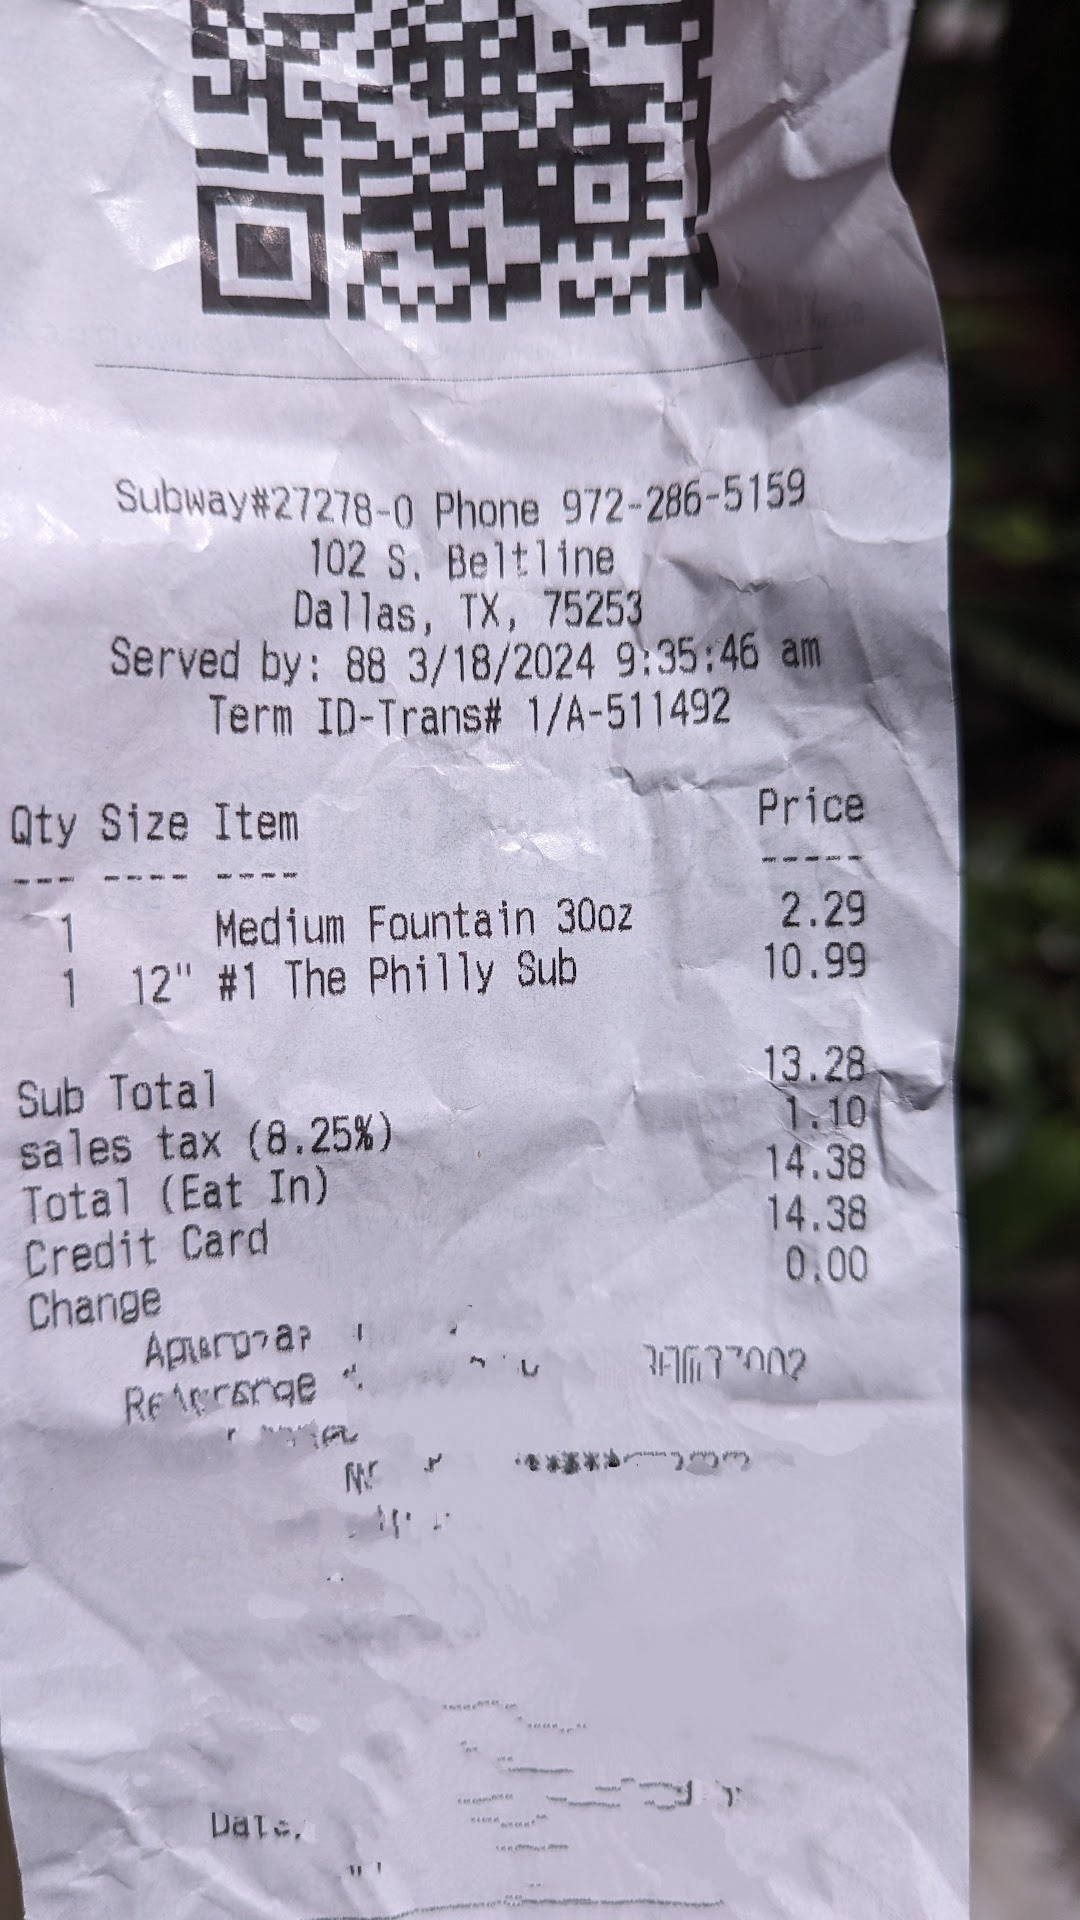 Subway#27278-0 Phone 972-286-5159
102 S. Beltline
Dallas, TX, 75253
Served by: 88 3/18/2024 9:35:46 am
Term ID-Trans# 1/A-511492
Qty Size Item Price
--- ---- ---- -----
1 Medium Fountain 30oz 2.29
1 12" #1 The Philly Sub 10.99
Sub Total 13.28
sales tax (8.25%) 1.10
Total (Eat In) 14.38
Credit Card 14.38
Change 0.00